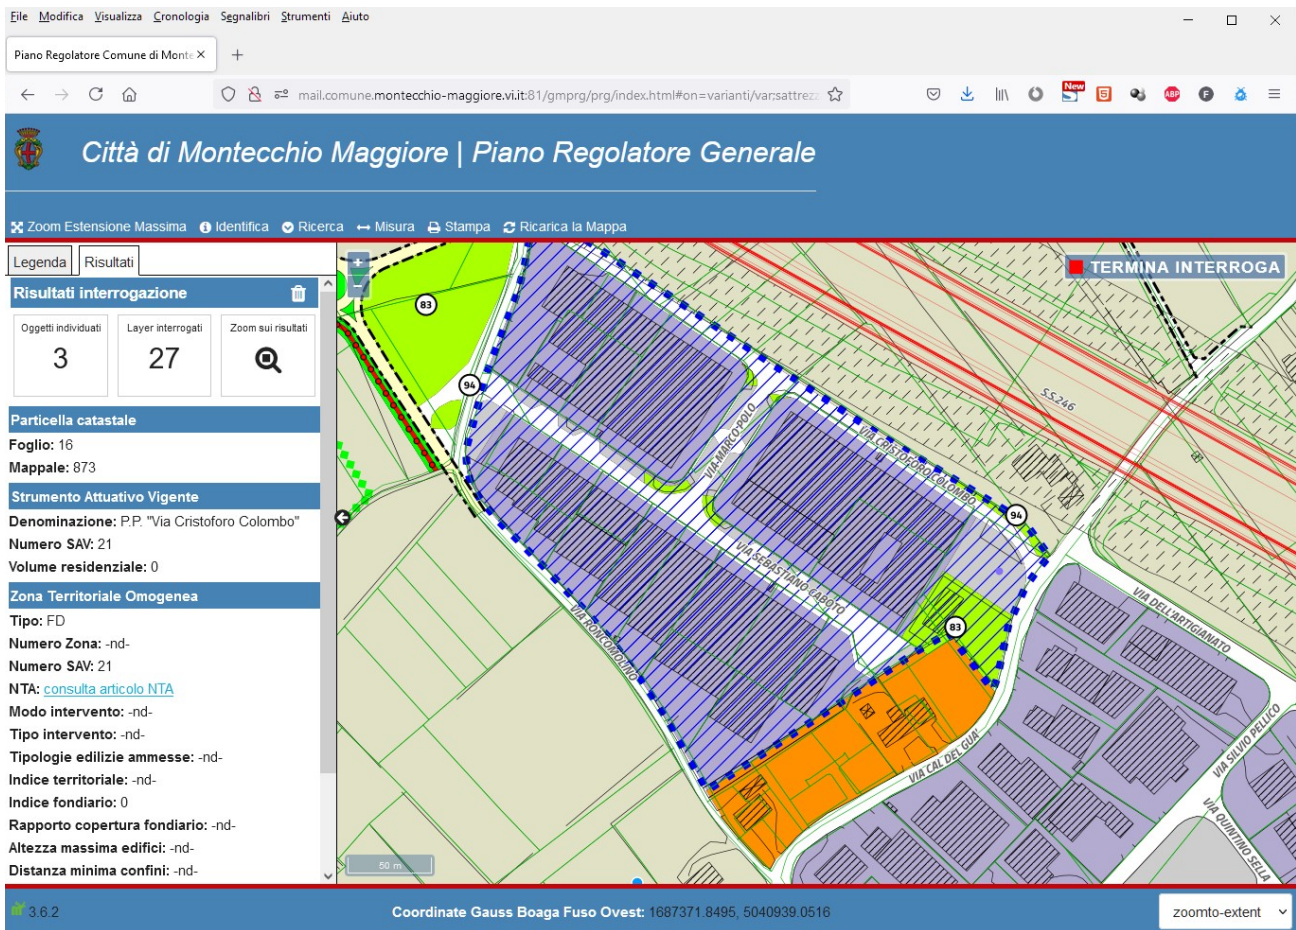 File Modifica Visualizza Cronologia Segnalibri Strumenti Aiuto
Piano Regolatore Comune di Monte
mail.comune.montecchio-maggiore.vi.it:81/gmprg/prg/index.html#on=varianti/var;sattrezz
New
ABP
F
Città di Montecchio Maggiore | Piano Regolatore Generale
Zoom Estensione Massima Identifica Ricerca Misura Stampa Ricarica la Mappa
Legenda Risultati
Risultati interrogazione
Oggetti individuati Layer interrogati Zoom sui risultati
3 27
Particella catastale
Foglio: 16
Mappale: 873
Strumento Attuativo Vigente
Denominazione: P.P. "Via Cristoforo Colombo"
Numero SAV: 21
Volume residenziale: 0
Zona Territoriale Omogenea
Tipo: FD
Numero Zona: -nd-
Numero SAV: 21
NTA: consulta articolo NTA
Modo intervento: -nd-
Tipo intervento: -nd-
Tipologie edilizie ammesse: -nd-
Indice territoriale: -nd-
Indice fondiario: 0
Rapporto copertura fondiario: -nd-
Altezza massima edifici: -nd-
Distanza minima confini: -nd-
+
−
TERMINA INTERROGA
83
94
S.S.246
VIA-MARCO-POLO
VIA CRISTOFORO COLOMBO
94
VIA SEBASTIANO CABOTO
VIA RONCOMOLINO
83
VIA DELL'ARTIGIANATO
VIA CAL DEL GUA'
VIA SILVIO PELLICO
VIA QUINTINO SELLA
50 m
3.6.2
Coordinate Gauss Boaga Fuso Ovest: 1687371.8495, 5040939.0516
zoomto-extent